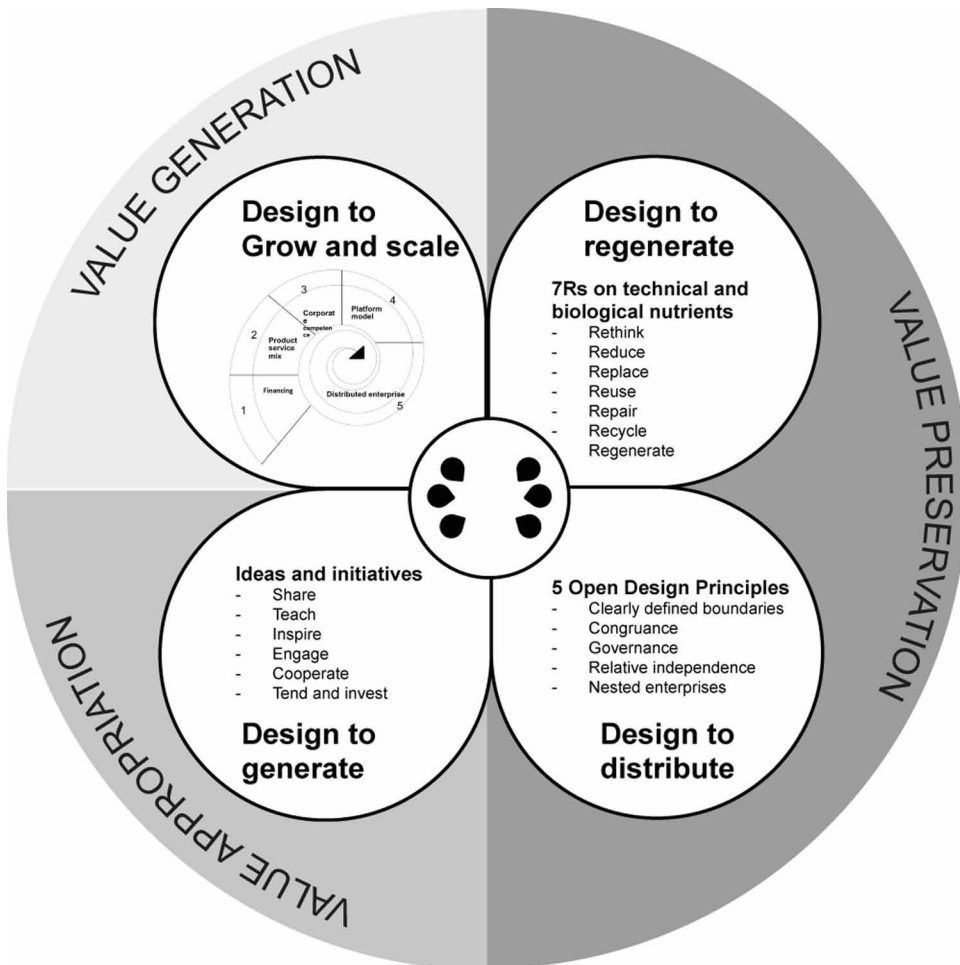 VALUE GENERATION
Design to
Grow and scale
1
Financing
2
Product
service
mix
3
Corporat
e
competen
ce
4
Platform
model
Distributed enterprise
5
Design to
regenerate
7Rs on technical and
biological nutrients
- Rethink
- Reduce
- Replace
- Reuse
- Repair
- Recycle
Regenerate
VALUE PRESERVATION
Ideas and initiatives
- Share
- Teach
- Inspire
- Engage
- Cooperate
- Tend and invest
Design to
generate
VALUE APPPROPRIATION
5 Open Design Principles
- Clearly defined boundaries
- Congruance
- Governance
- Relative independence
- Nested enterprises
Design to
distribute